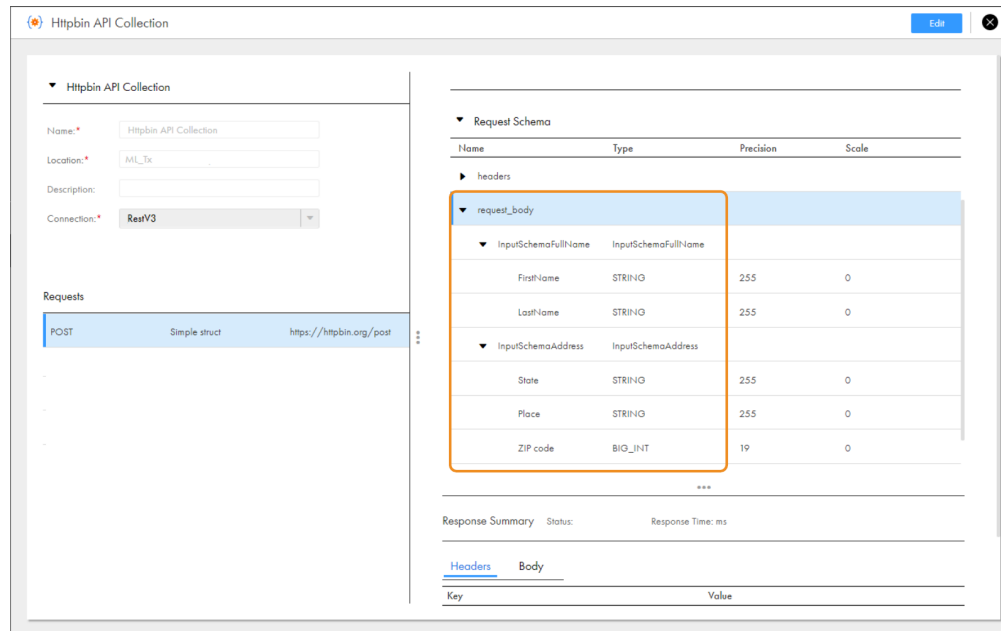 Httpbin API Collection
Edit
Httpbin API Collection
Name:* Httpbin API Collection
Location:* ML_Tx
Description:
Connection:* RestV3
Requests
POST Simple struct https://httpbin.org/post
Request Schema
Name Type Precision Scale
headers
request_body
InputSchemaFullName InputSchemaFullName
FirstName STRING 255 0
LastName STRING 255 0
InputSchemaAddress InputSchemaAddress
State STRING 255 0
Place STRING 255 0
ZIP code BIG_INT 19 0
Response Summary Status: Response Time: ms
Headers Body
Key Value